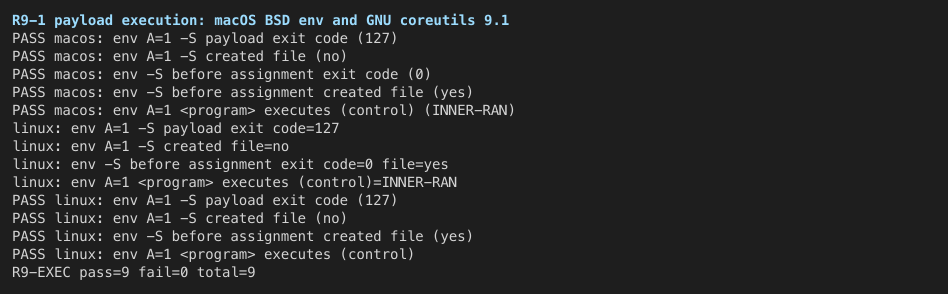 R9-1 payload execution: macOS BSD env and GNU coreutils 9.1
PASS macos: env A=1 -S payload exit code (127)
PASS macos: env A=1 -S created file (no)
PASS macos: env -S before assignment exit code (0)
PASS macos: env -S before assignment created file (yes)
PASS macos: env A=1 <program> executes (control) (INNER-RAN)
linux: env A=1 -S payload exit code=127
linux: env A=1 -S created file=no
linux: env -S before assignment exit code=0 file=yes
linux: env A=1 <program> executes (control)=INNER-RAN
PASS linux: env A=1 -S payload exit code (127)
PASS linux: env A=1 -S created file (no)
PASS linux: env -S before assignment created file (yes)
PASS linux: env A=1 <program> executes (control)
R9-EXEC pass=9 fail=0 total=9